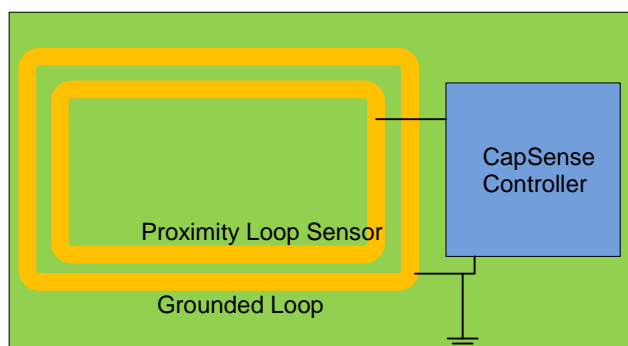 CapSense
Controller
Proximity Loop Sensor
Grounded Loop